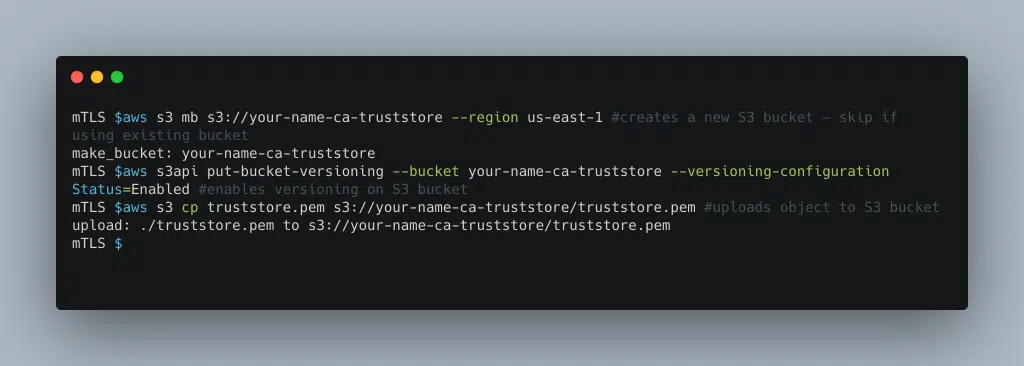 mTLS $aws s3 mb s3://your-name-ca-truststore --region us-east-1 #creates a new S3 bucket – skip if
using existing bucket
make_bucket: your-name-ca-truststore
mTLS $aws s3api put-bucket-versioning --bucket your-name-ca-truststore --versioning-configuration
Status=Enabled #enables versioning on S3 bucket
mTLS $aws s3 cp truststore.pem s3://your-name-ca-truststore/truststore.pem #uploads object to S3 bucket
upload: ./truststore.pem to s3://your-name-ca-truststore/truststore.pem
mTLS $